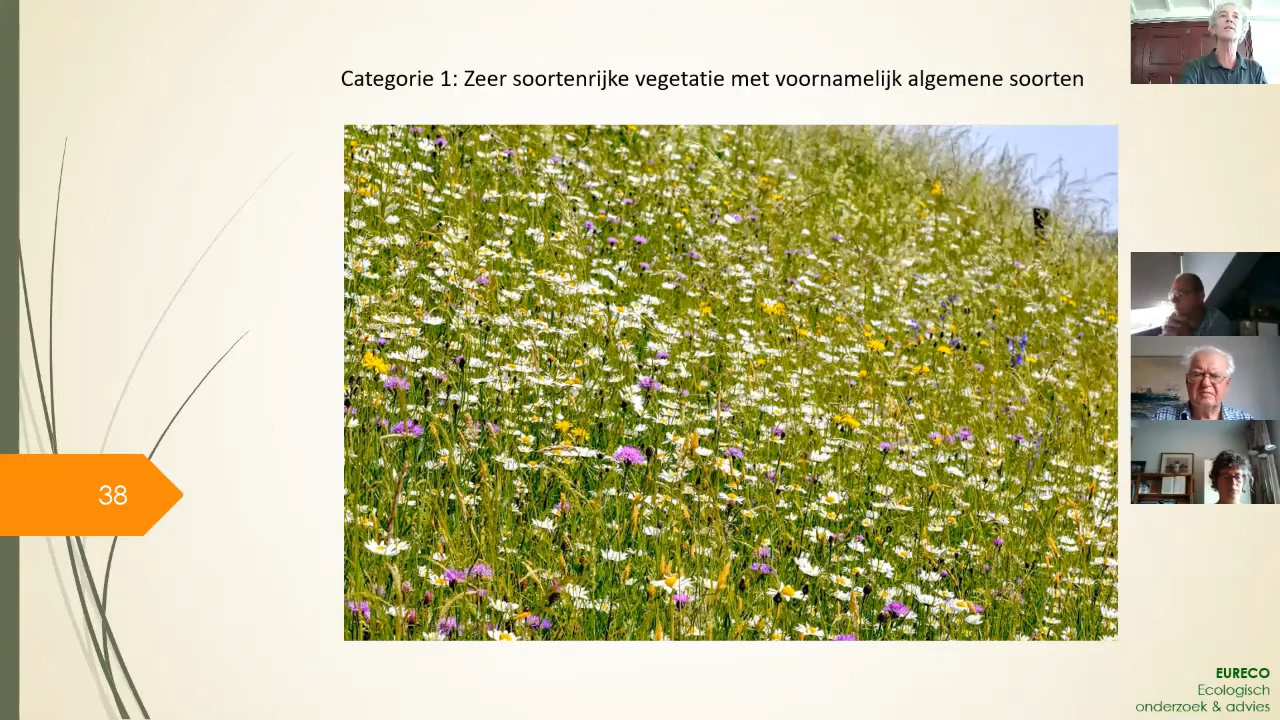 Categorie 1: Zeer soortenrijke vegetatie met voornamelijk algemene soorten
38
EURECO
Ecologisch
onderzoek & advies